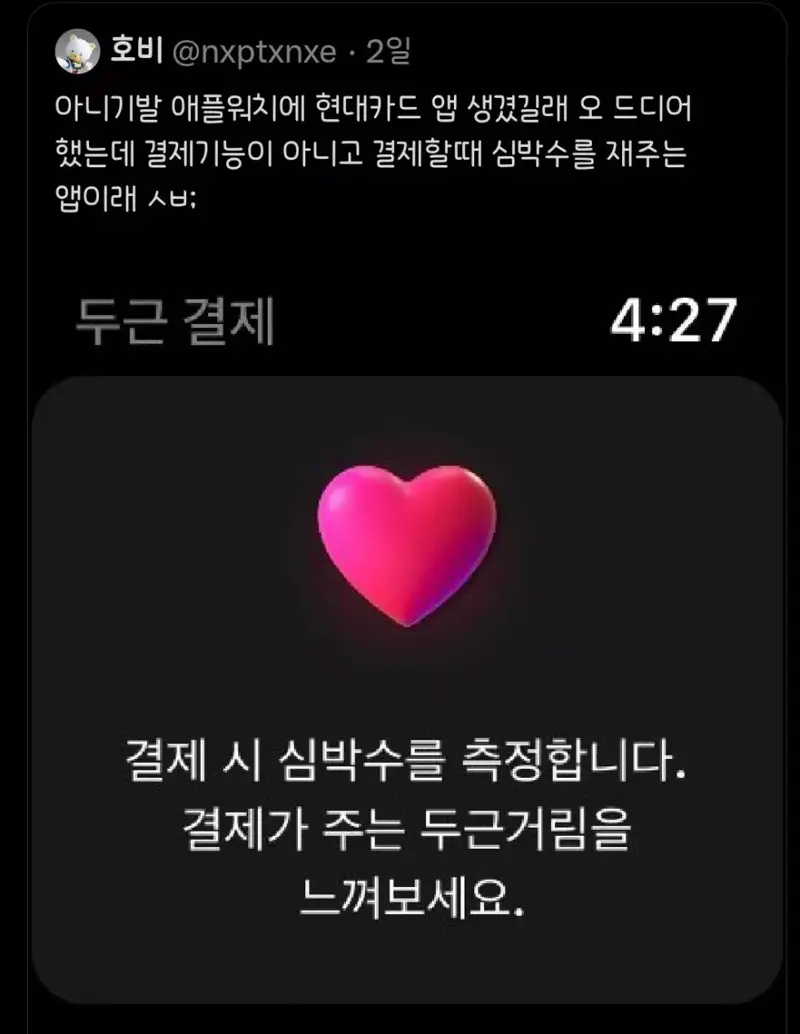 호비 @nxptxnxe · 2일
아니기발 애플워치에 현대카드 앱 생겼길래 오 드디어
했는데 결제기능이 아니고 결제할때 심박수를 재주는
앱이래 ㅅㅂ;
두근 결제
4:27
결제 시 심박수를 측정합니다.
결제가 주는 두근거림을
느껴보세요.